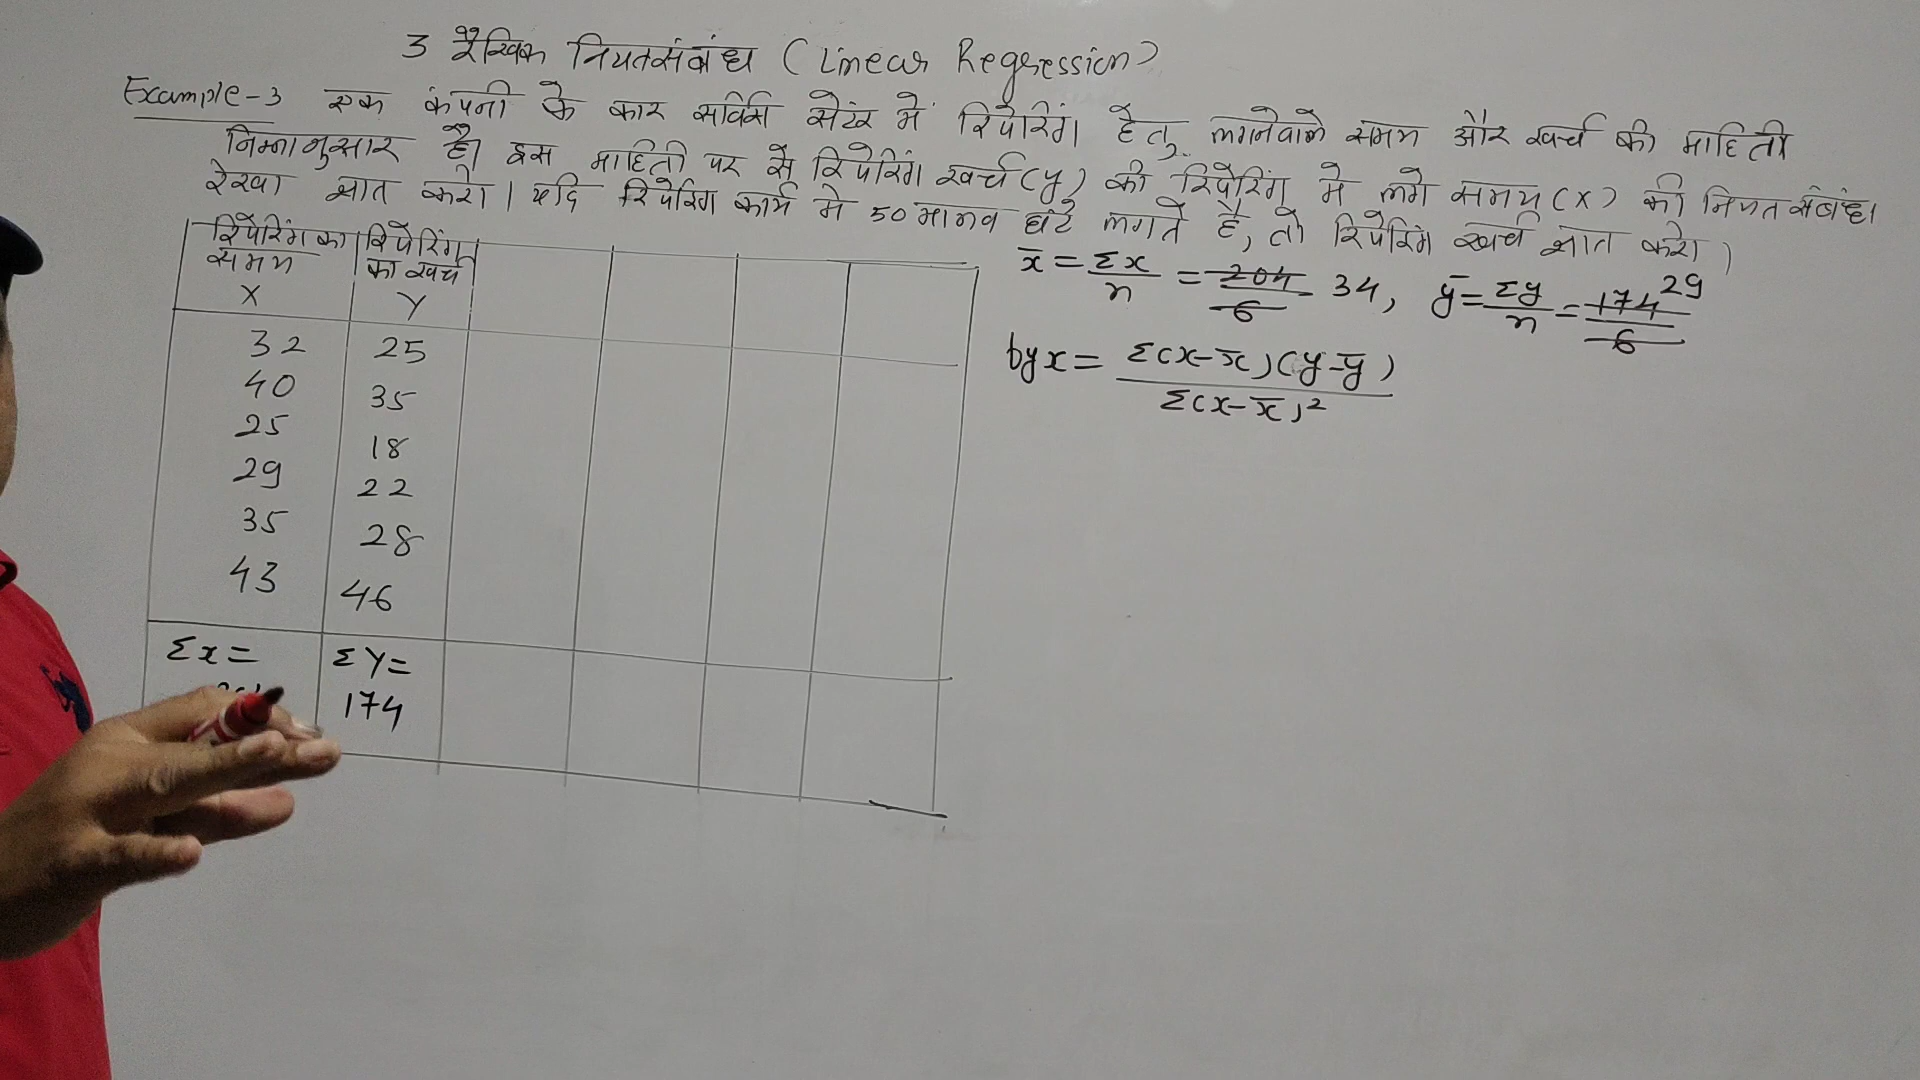 3 रैखिक नियतसंबंध (Linear Regression)
Example-3 एक कंपनी के कार सर्विस सेंटर में रिपेरिंग हेतु लगनेवाले समय और खर्च की माहिती
निम्नानुसार है। इस माहिती पर से रिपेरिंग खर्च (y) की रिपेरिंग में लगे समय (x) की नियतसंबंध।
रेखा ज्ञात करो। यदि रिपेरिंग कार्य में 50 मानव घंटे लगते है, तो रिपेरिंग खर्च ज्ञात करो।
रिपेरिंग का समय X रिपेरिंग का खर्च Y
32 25
40 35
25 18
29 22
35 28
43 46
Σx= ΣY=
174
x̄ = Σx/n = 204/6 = 34, ȳ = Σy/n = 174/6 29
byx = Σ(x-x̄)(y-ȳ) / Σ(x-x̄)²